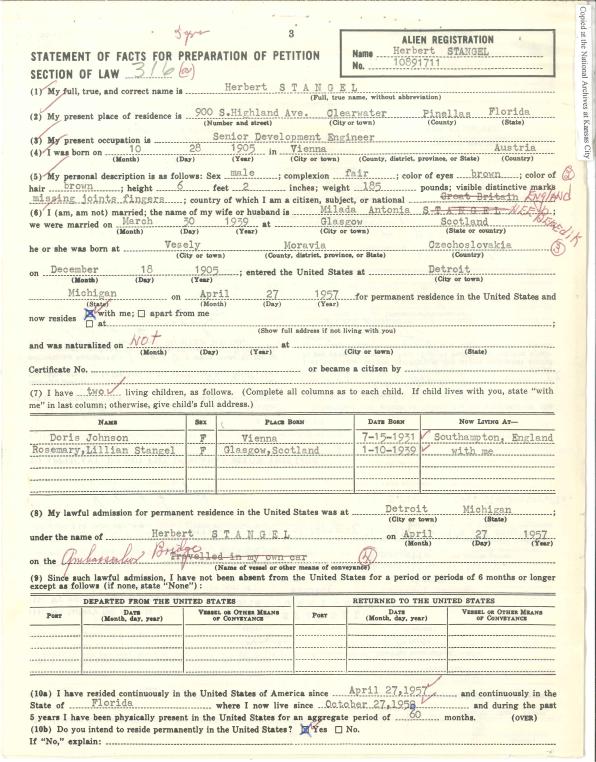 5 yrs
3
Copied at the National Archives at Kansas City
STATEMENT OF FACTS FOR PREPARATION OF PETITION
SECTION OF LAW 316(a)
ALIEN REGISTRATION
Name Herbert STANGEL
No. 10891711
(1) My full, true, and correct name is Herbert S T A N G E L
(Full, true name, without abbreviation)
(2) My present place of residence is 900 S.Highland Ave. Clearwater Pinellas Florida
(Number and street) (City or town) (County) (State)
(3) My present occupation is Senior Development Engineer
(4) I was born on 10 28 1905 in Vienna Austria
(Month) (Day) (Year) (City or town) (County, district, province, or State) (Country)
(5) My personal description is as follows: Sex male; complexion fair; color of eyes brown; color of
hair brown; height 6 feet 2 inches; weight 185 pounds; visible distinctive marks
missing joints fingers; country of which I am a citizen, subject, or national Great Britain ENGLAND
(6) I (am, am not) married; the name of my wife or husband is Milada Antonia S T A N G E L NEE
we were married on March 30 1939 at Glasgow Scotland
(Month) (Day) (Year) (City or town) (State or country)
3
he or she was born at Vesely Moravia Czechoslovakia
(City or town) (County, district, province, or State) (Country)
on December 18 1905; entered the United States at Detroit
(Month) (Day) (Year) (City or town)
Michigan on April 27 1957 for permanent residence in the United States and
(State) (Month) (Day) (Year)
now resides with me; apart from me
at
(Show full address if not living with you)
and was naturalized on NOT at
(Month) (Day) (Year) (City or town) (State)
Certificate No. or became a citizen by
(7) I have two living children, as follows. (Complete all columns as to each child. If child lives with you, state "with
me" in last column; otherwise, give child's full address.)
NAME SEX PLACE BORN DATE BORN NOW LIVING AT—
Doris Johnson F Vienna 7-15-1931 Southampton, England
Rosemary,Lillian Stangel F Glasgow,Scotland 1-10-1939 with me
(8) My lawful admission for permanent residence in the United States was at Detroit Michigan;
(City or town) (State)
under the name of Herbert S T A N G E L on April 27 1957
(Month) (Day) (Year)
on the Ambassador Bridge Travelled in my own car
(Name of vessel or other means of conveyance)
(9) Since such lawful admission, I have not been absent from the United States for a period or periods of 6 months or longer
except as follows (if none, state "None"):
DEPARTED FROM THE UNITED STATES RETURNED TO THE UNITED STATES
PORT DATE (Month, day, year) VESSEL OR OTHER MEANS OF CONVEYANCE PORT DATE (Month, day, year) VESSEL OR OTHER MEANS OF CONVEYANCE
(10a) I have resided continuously in the United States of America since April 27,1957 and continuously in the
State of Florida where I now live since October 27,1958 and during the past
5 years I have been physically present in the United States for an aggregate period of 60 months. (OVER)
(10b) Do you intend to reside permanently in the United States? Yes No.
If "No," explain: